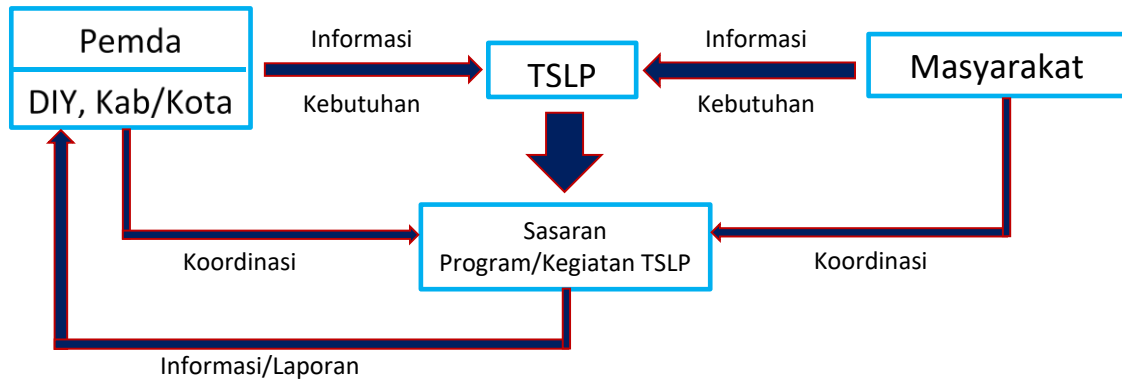 Pemda
DIY, Kab/Kota
Informasi
Kebutuhan
TSLP
Informasi
Kebutuhan
Masyarakat
Koordinasi
Sasaran
Program/Kegiatan TSLP
Koordinasi
Informasi/Laporan